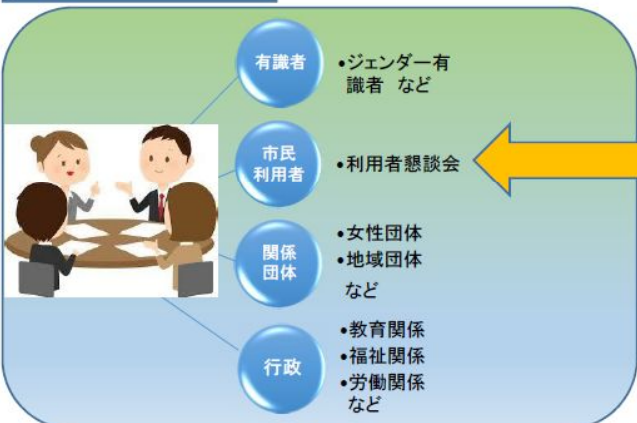 有識者
•ジェンダー有
識者 など
市民
利用者
•利用者懇談会
関係
団体
•女性団体
•地域団体
など
行政
•教育関係
•福祉関係
•労働関係
など